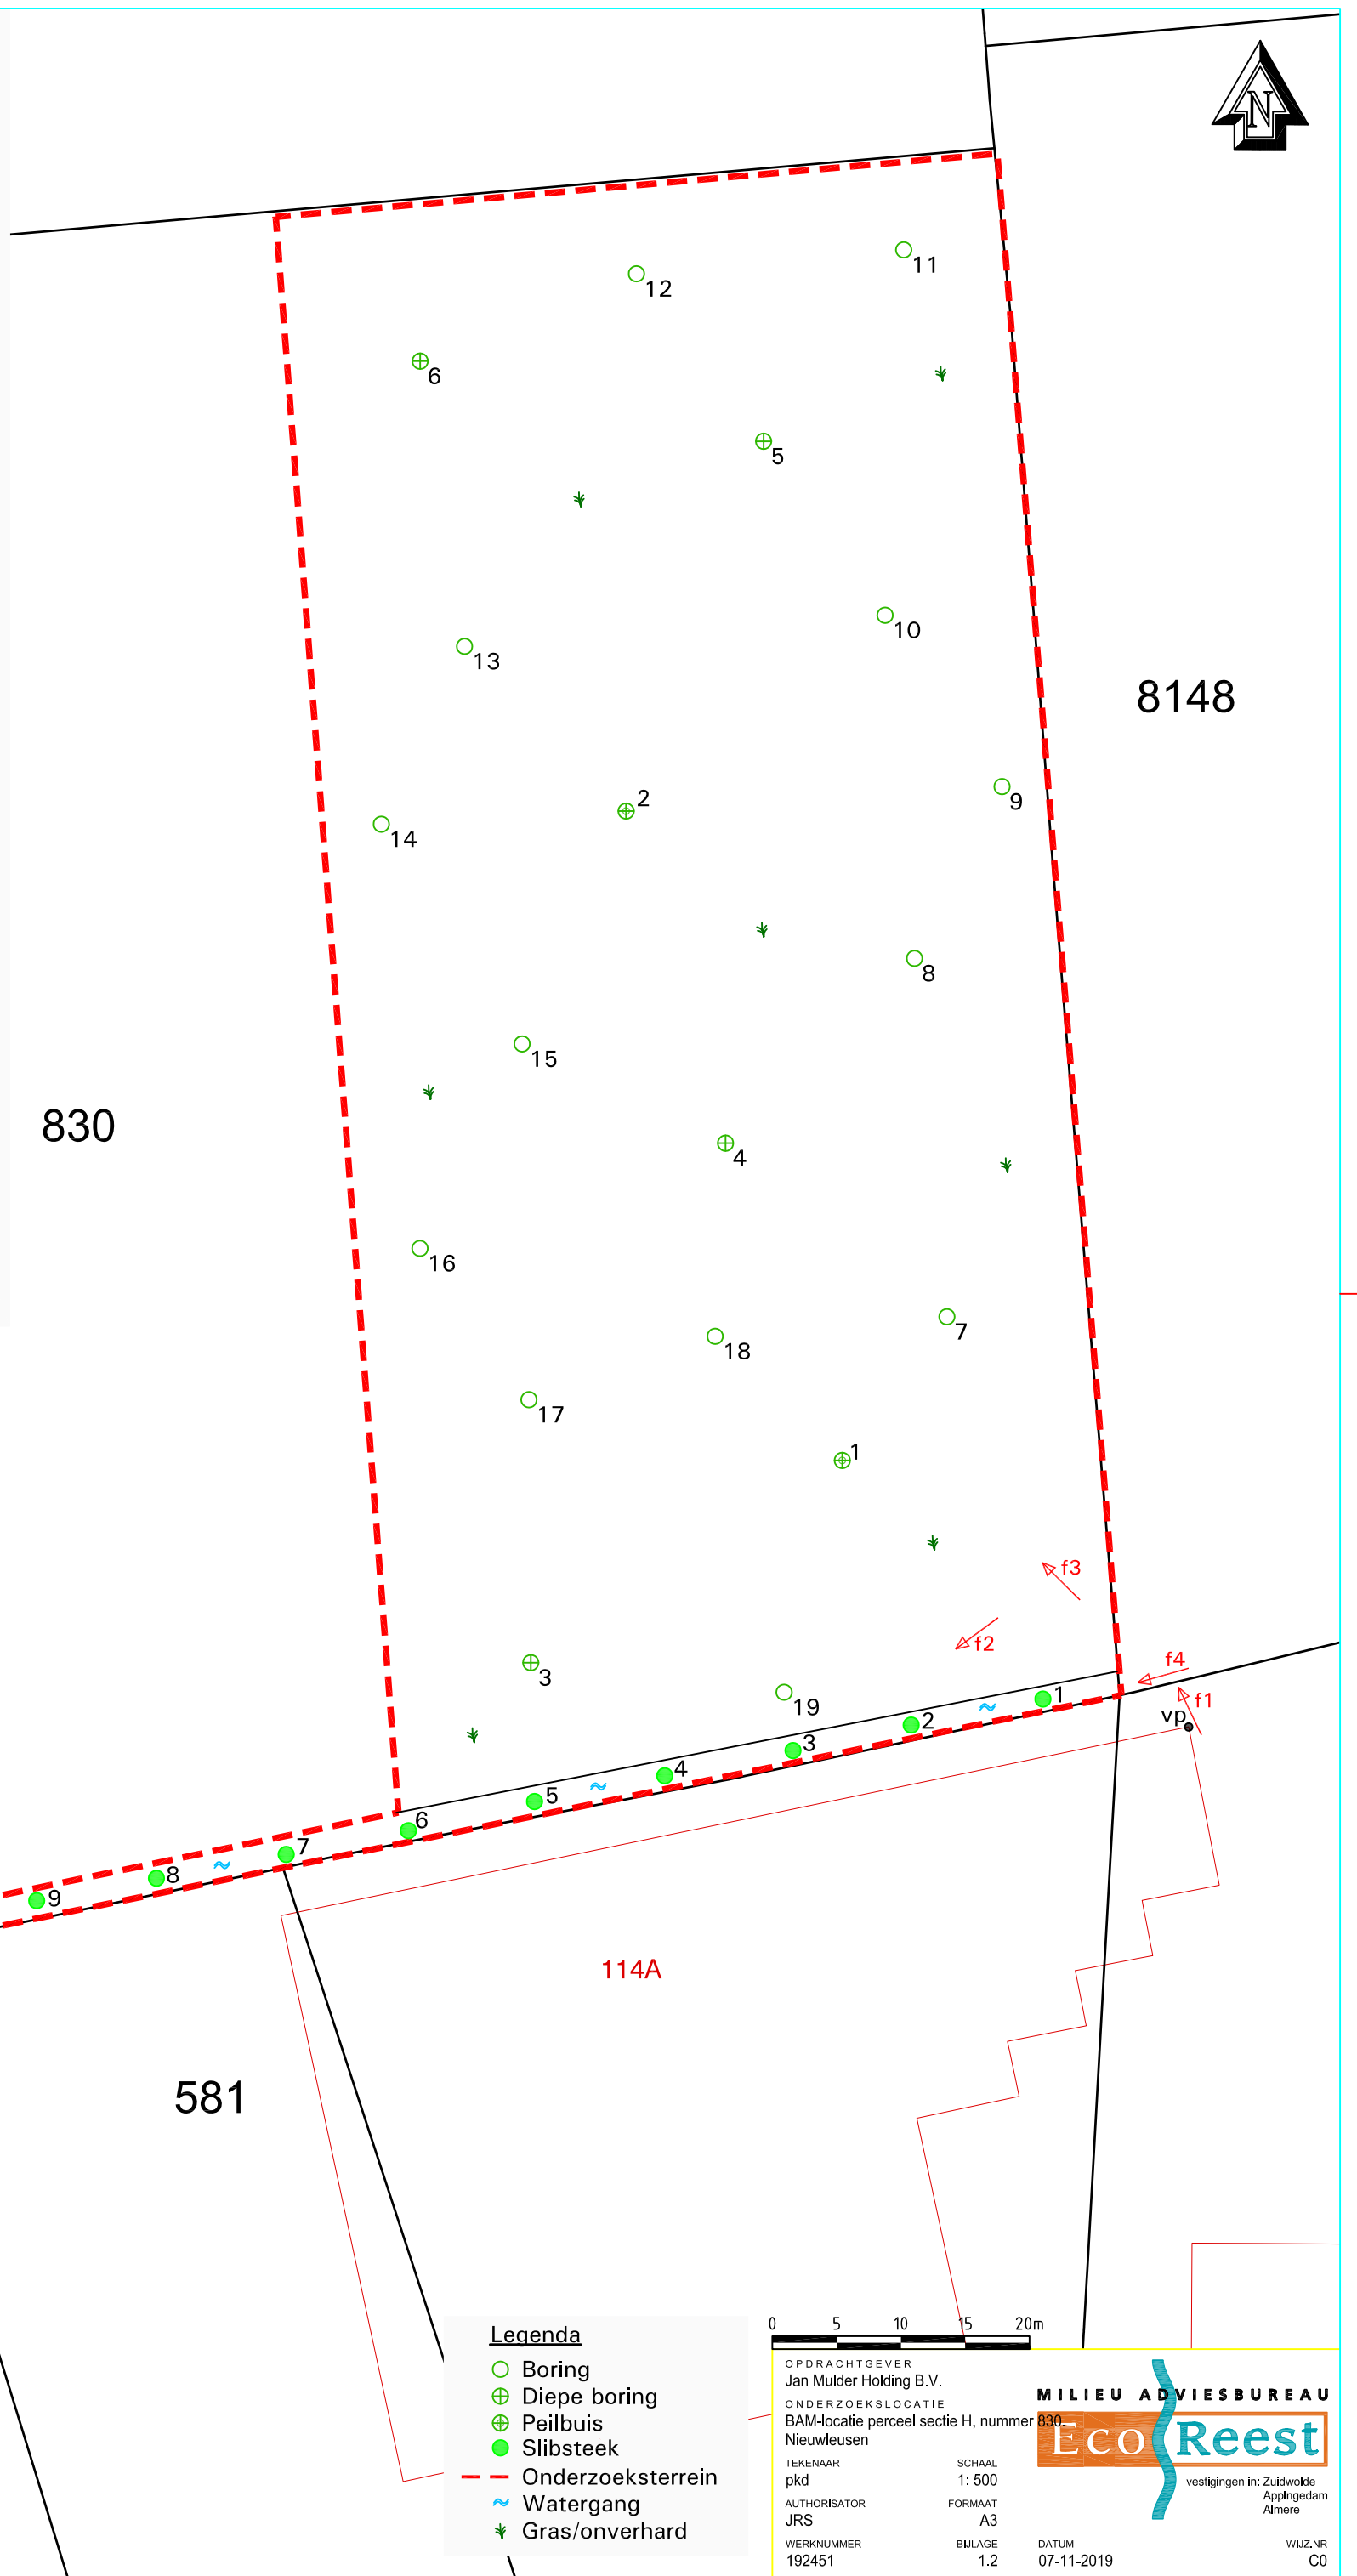 N
11
12
6
5
10
13
8148
2
9
14
8
15
830
4
16
7
18
17
1
f3
f2
3
f4
19
1
f1
2
vp
3
4
5
6
7
8
9
114A
581
0 5 10 15 20m
Legenda
Boring
Diepe boring
Peilbuis
Slibsteek
Onderzoeksterrein
Watergang
Gras/onverhard
OPDRACHTGEVER
Jan Mulder Holding B.V.
ONDERZOEKSLOCATIE
BAM-locatie perceel sectie H, nummer 830.
Nieuwleusen
TEKENAAR SCHAAL
pkd 1: 500
AUTHORISATOR FORMAAT
JRS A3
WERKNUMMER BIJLAGE DATUM WIJZ.NR
192451 1.2 07-11-2019 C0
MILIEU ADVIESBUREAU
Eco Reest
vestigingen in: Zuidwolde
Appingedam
Almere